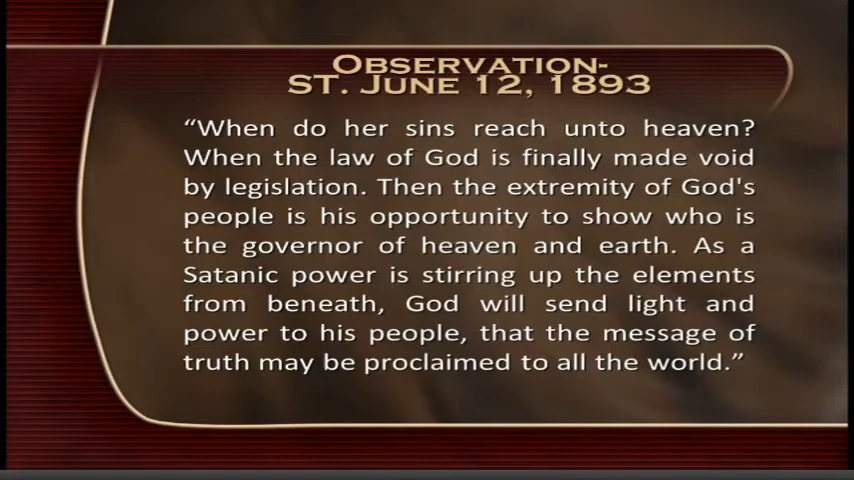 OBSERVATION-
ST. JUNE 12, 1893
“When do her sins reach unto heaven?
When the law of God is finally made void
by legislation. Then the extremity of God's
people is his opportunity to show who is
the governor of heaven and earth. As a
Satanic power is stirring up the elements
from beneath, God will send light and
power to his people, that the message of
truth may be proclaimed to all the world.”